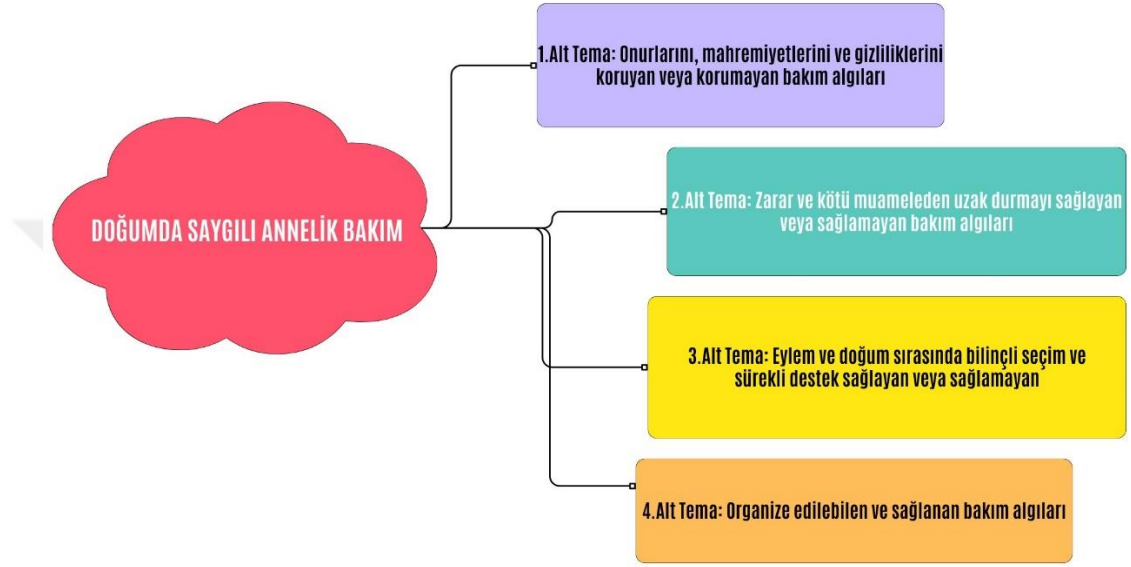 DOĞUMDA SAYGILI ANNELİK BAKIM
1.Alt Tema: Onurlarını, mahremiyetlerini ve gizliliklerini
koruyan veya korumayan bakım algıları
2.Alt Tema: Zarar ve kötü muameleden uzak durmayı sağlayan
veya sağlamayan bakım algıları
3.Alt Tema: Eylem ve doğum sırasında bilinçli seçim ve
sürekli destek sağlayan veya sağlamayan
4.Alt Tema: Organize edilebilen ve sağlanan bakım algıları